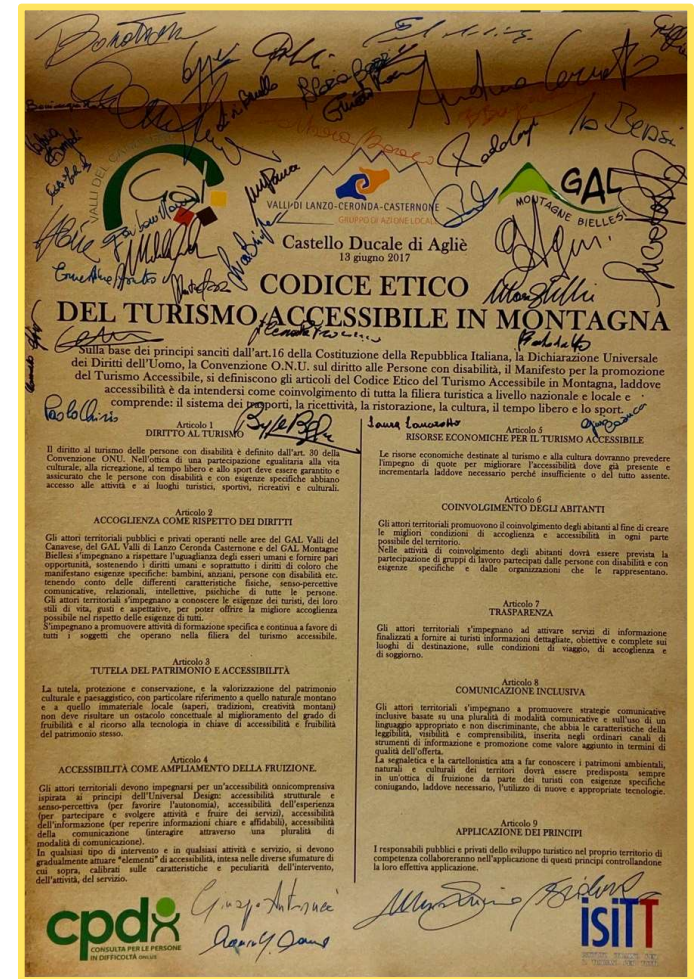 VALLI DEL CANAVESE
Gal
VALLI DI LANZO-CERONDA-CASTERNONE
GRUPPO DI AZIONE LOCALE
GAL
MONTAGNE BIELLESI
Castello Ducale di Agliè
13 giugno 2017
CODICE ETICO
DEL TURISMO ACCESSIBILE IN MONTAGNA
Sulla base dei principi sanciti dall'art.16 della Costituzione della Repubblica Italiana, la Dichiarazione Universale
dei Diritti dell'Uomo, la Convenzione O.N.U. sul diritto alle Persone con disabilità, il Manifesto per la promozione
del Turismo Accessibile, si definiscono gli articoli del Codice Etico del Turismo Accessibile in Montagna, laddove
accessibilità è da intendersi come coinvolgimento di tutta la filiera turistica a livello nazionale e locale e
comprende: il sistema dei trasporti, la ricettività, la ristorazione, la cultura, il tempo libero e lo sport.
Articolo 1
DIRITTO AL TURISMO
Il diritto al turismo delle persone con disabilità è definito dall'art. 30 della
Convenzione ONU. Nell'ottica di una partecipazione egualitaria alla vita
culturale, alla ricreazione, al tempo libero e allo sport deve essere garantito e
assicurato che le persone con disabilità e con esigenze specifiche abbiano
accesso alle attività e ai luoghi turistici, sportivi, ricreativi e culturali.
Articolo 2
ACCOGLIENZA COME RISPETTO DEI DIRITTI
Gli attori territoriali pubblici e privati operanti nelle aree del GAL Valli del
Canavese, del GAL Valli di Lanzo Ceronda Casternone e del GAL Montagne
Biellesi s'impegnano a rispettare l'uguaglianza degli esseri umani e fornire pari
opportunità, sostenendo i diritti umani e soprattutto i diritti di coloro che
manifestano esigenze specifiche: bambini, anziani, persone con disabilità etc.
tenendo conto delle differenti caratteristiche fisiche, senso-percettive
comunicative, relazionali, intellettive, psichiche di tutte le persone.
Gli attori territoriali s'impegnano a conoscere le esigenze dei turisti, dei loro
stili di vita, gusti e aspettative, per poter offrire la migliore accoglienza
possibile nel rispetto delle esigenze di tutti.
S'impegnano a promuovere attività di formazione specifica e continua a favore di
tutti i soggetti che operano nella filiera del turismo accessibile.
Articolo 3
TUTELA DEL PATRIMONIO E ACCESSIBILITÀ
La tutela, protezione e conservazione, e la valorizzazione del patrimonio
culturale e paesaggistico, con particolare riferimento a quello naturale montano
e a quello immateriale locale (saperi, tradizioni, creatività montani)
non deve risultare un ostacolo concettuale al miglioramento del grado di
fruibilità e al ricorso alla tecnologia in chiave di accessibilità e fruibilità
del patrimonio stesso.
Articolo 4
ACCESSIBILITÀ COME AMPLIAMENTO DELLA FRUIZIONE.
Gli attori territoriali devono impegnarsi per un'accessibilità onnicomprensiva
ispirata ai principi dell'Universal Design: accessibilità strutturale e
senso-percettiva (per favorire l'autonomia), accessibilità dell'esperienza
(per partecipare e svolgere attività e fruire dei servizi), accessibilità
dell'informazione (per reperire informazioni chiare e affidabili), accessibilità
della comunicazione (interagire attraverso una pluralità di
modalità di comunicazione).
In qualsiasi tipo di intervento e in qualsiasi attività e servizio, si devono
gradualmente attuare "elementi" di accessibilità, intesa nelle diverse sfumature di
cui sopra, calibrati sulle caratteristiche e peculiarità dell'intervento,
dell'attività, del servizio.
Articolo 5
RISORSE ECONOMICHE PER IL TURISMO ACCESSIBILE
Le risorse economiche destinate al turismo e alla cultura dovranno prevedere
l'impegno di quote per migliorare l'accessibilità dove già presente e
incrementarla laddove necessario perché insufficiente o del tutto assente.
Articolo 6
COINVOLGIMENTO DEGLI ABITANTI
Gli attori territoriali promuovono il coinvolgimento degli abitanti al fine di creare
le migliori condizioni di accoglienza e accessibilità in ogni parte
possibile del territorio.
Nelle attività di coinvolgimento degli abitanti dovrà essere prevista la
partecipazione di gruppi di lavoro partecipati dalle persone con disabilità e con
esigenze specifiche e dalle organizzazioni che le rappresentano.
Articolo 7
TRASPARENZA
Gli attori territoriali s'impegnano ad attivare servizi di informazione
finalizzati a fornire ai turisti informazioni dettagliate, obiettive e complete sui
luoghi di destinazione, sulle condizioni di viaggio, di accoglienza e
di soggiorno.
Articolo 8
COMUNICAZIONE INCLUSIVA
Gli attori territoriali s'impegnano a promuovere strategie comunicative
inclusive basate su una pluralità di modalità comunicative e sull'uso di un
linguaggio appropriato e non discriminante, che abbia le caratteristiche della
leggibilità, visibilità e comprensibilità, inserita negli ordinari canali di
strumenti di informazione e promozione come valore aggiunto in termini di
qualità dell'offerta.
La segnaletica e la cartellonistica atta a far conoscere i patrimoni ambientali,
naturali e culturali dei territori dovrà essere predisposta sempre
in un'ottica di fruizione da parte dei turisti con esigenze specifiche
coniugando, laddove necessario, l'utilizzo di nuove e appropriate tecnologie.
Articolo 9
APPLICAZIONE DEI PRINCIPI
I responsabili pubblici e privati dello sviluppo turistico nel proprio territorio di
competenza collaboreranno nell'applicazione di questi principi controllandone
la loro effettiva applicazione.
cpd
CONSULTA PER LE PERSONE
IN DIFFICOLTÀ ONLUS
isiTT